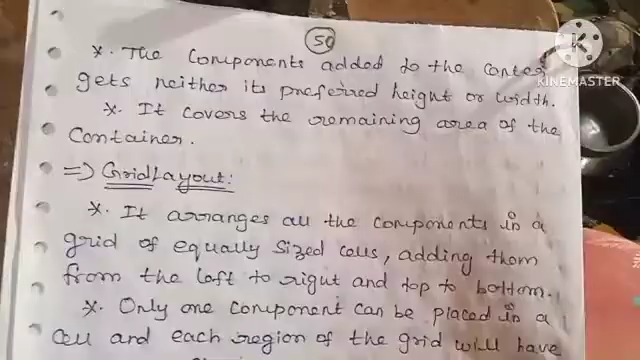 50
*. The Components added to the center
gets neither its preferred height or width.
*. It covers the remaining area of the
Container.
=) GridLayout:
*. It arranges all the components in a
grid of equally sized cells, adding them
from the left to right and top to bottom.
*. Only one component can be placed in a
cell and each region of the grid will have
KINEMASTER